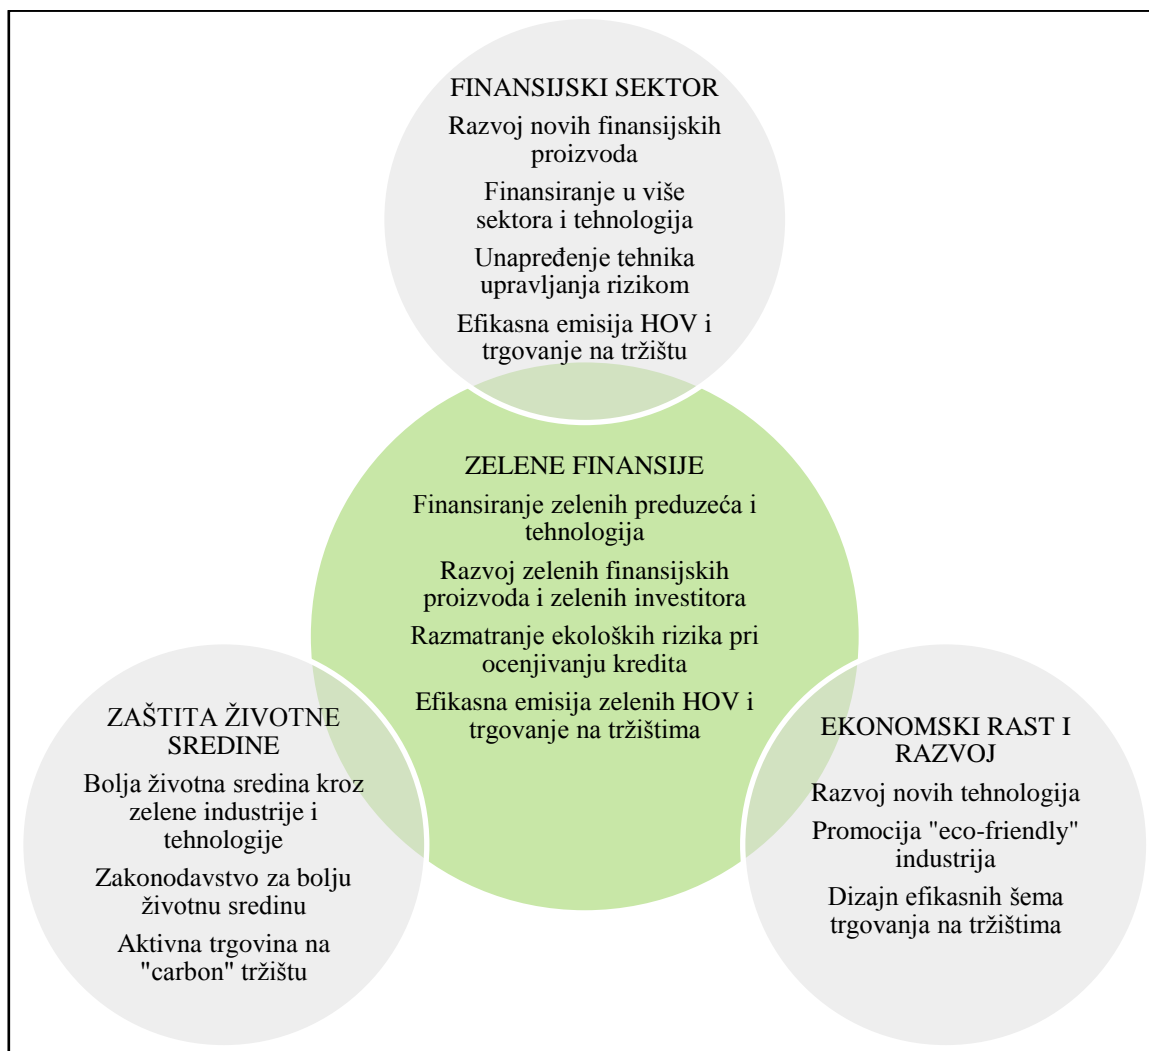 FINANSIJSKI SEKTOR
Razvoj novih finansijskih
proizvoda
Finansiranje u više
sektora i tehnologija
Unapređenje tehnika
upravljanja rizikom
Efikasna emisija HOV i
trgovanje na tržištu
ZELENE FINANSIJE
Finansiranje zelenih preduzeća i
tehnologija
Razvoj zelenih finansijskih
proizvoda i zelenih investitora
Razmatranje ekoloških rizika pri
ocenjivanju kredita
Efikasna emisija zelenih HOV i
trgovanje na tržištima
ZAŠTITA ŽIVOTNE
SREDINE
Bolja životna sredina kroz
zelene industrije i
tehnologije
Zakonodavstvo za bolju
životnu sredinu
Aktivna trgovina na
"carbon" tržištu
EKONOMSKI RAST I
RAZVOJ
Razvoj novih tehnologija
Promocija "eco-friendly"
industrija
Dizajn efikasnih šema
trgovanja na tržištima